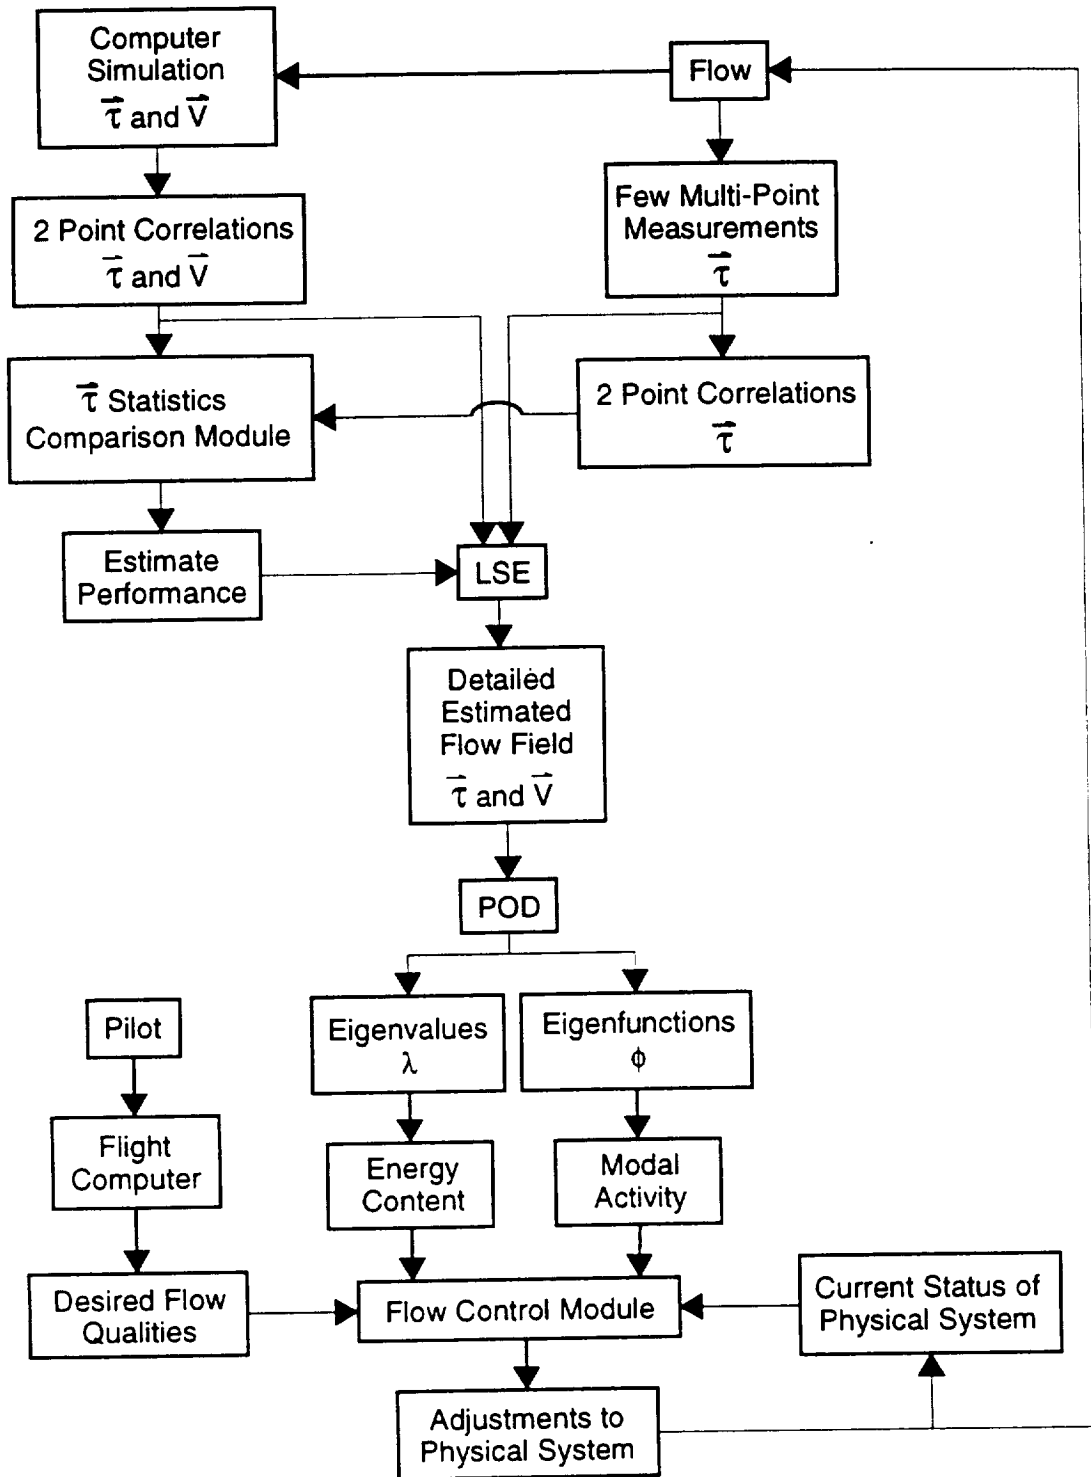 Computer
Simulation
τ⃗ and V⃗
Flow
2 Point Correlations
τ⃗ and V⃗
Few Multi-Point
Measurements
τ⃗
τ⃗ Statistics
Comparison Module
2 Point Correlations
τ⃗
Estimate
Performance
LSE
Detailed
Estimated
Flow Field
τ⃗ and V⃗
POD
Pilot
Eigenvalues
λ
Eigenfunctions
ϕ
Flight
Computer
Energy
Content
Modal
Activity
Desired Flow
Qualities
Flow Control Module
Current Status of
Physical System
Adjustments to
Physical System